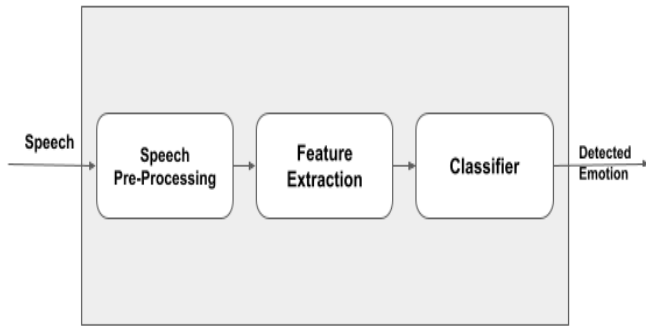 Speech
Speech
Pre-Processing
Feature
Extraction
Classifier
Detected
Emotion